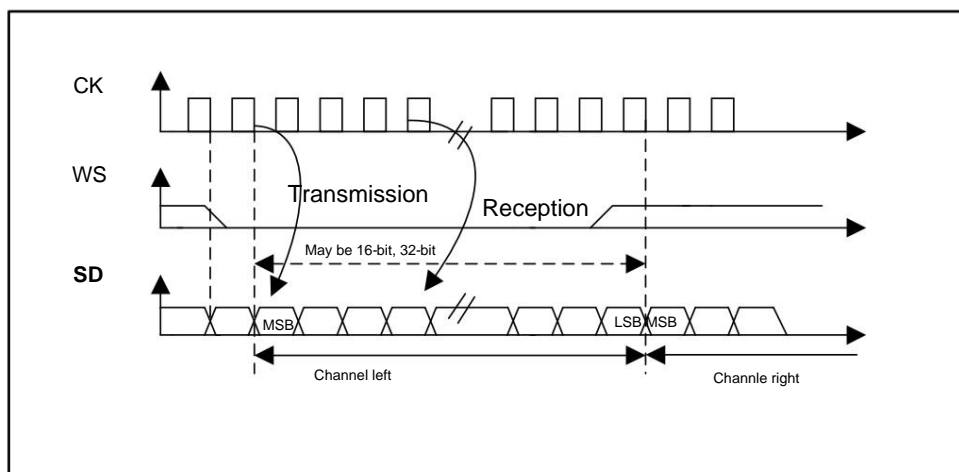 CK
WS
Transmission
Reception
May be 16-bit, 32-bit
SD
MSB
LSB MSB
Channel left
Channle right